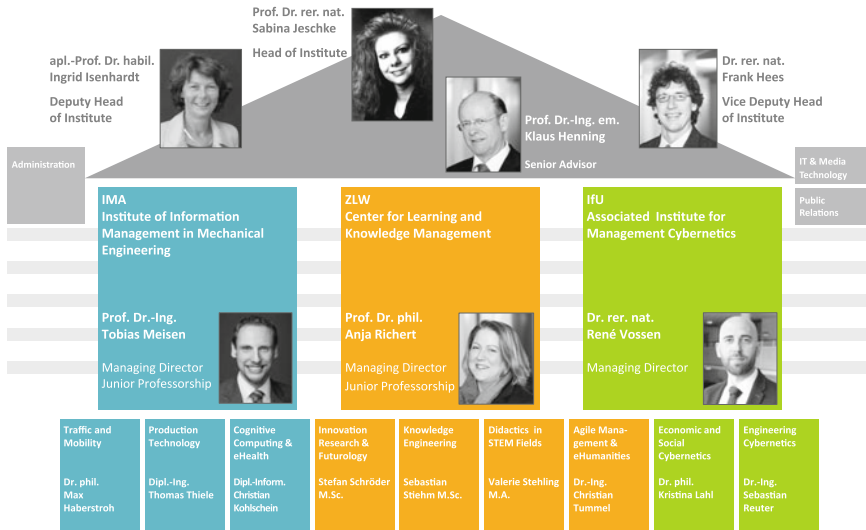 Prof. Dr. rer. nat.
Sabina Jeschke
Head of Institute
apl.-Prof. Dr. habil.
Ingrid Isenhardt
Deputy Head
of Institute
Dr. rer. nat.
Frank Hees
Vice Deputy Head
of Institute
Prof. Dr.-Ing. em.
Klaus Henning
Senior Advisor
Administration
IT & Media
Technology
Public
Relations
IMA
Institute of Information
Management in Mechanical
Engineering
Prof. Dr.-Ing.
Tobias Meisen
Managing Director
Junior Professorship
ZLW
Center for Learning and
Knowledge Management
Prof. Dr. phil.
Anja Richert
Managing Director
Junior Professorship
IfU
Associated Institute for
Management Cybernetics
Dr. rer. nat.
René Vossen
Managing Director
Traffic and
Mobility
Dr. phil.
Max
Haberstroh
Production
Technology
Dipl.-Ing.
Thomas Thiele
Cognitive
Computing &
eHealth
Dipl.-Inform.
Christian
Kohlschein
Innovation
Research &
Futurology
Stefan Schröder
M.Sc.
Knowledge
Engineering
Sebastian
Stiehm M.Sc.
Didactics in
STEM Fields
Valerie Stehling
M.A.
Agile Mana-
gement &
eHumanities
Dr.-Ing.
Christian
Tummel
Economic and
Social
Cybernetics
Dr. phil.
Kristina Lahl
Engineering
Cybernetics
Dr.-Ing.
Sebastian
Reuter